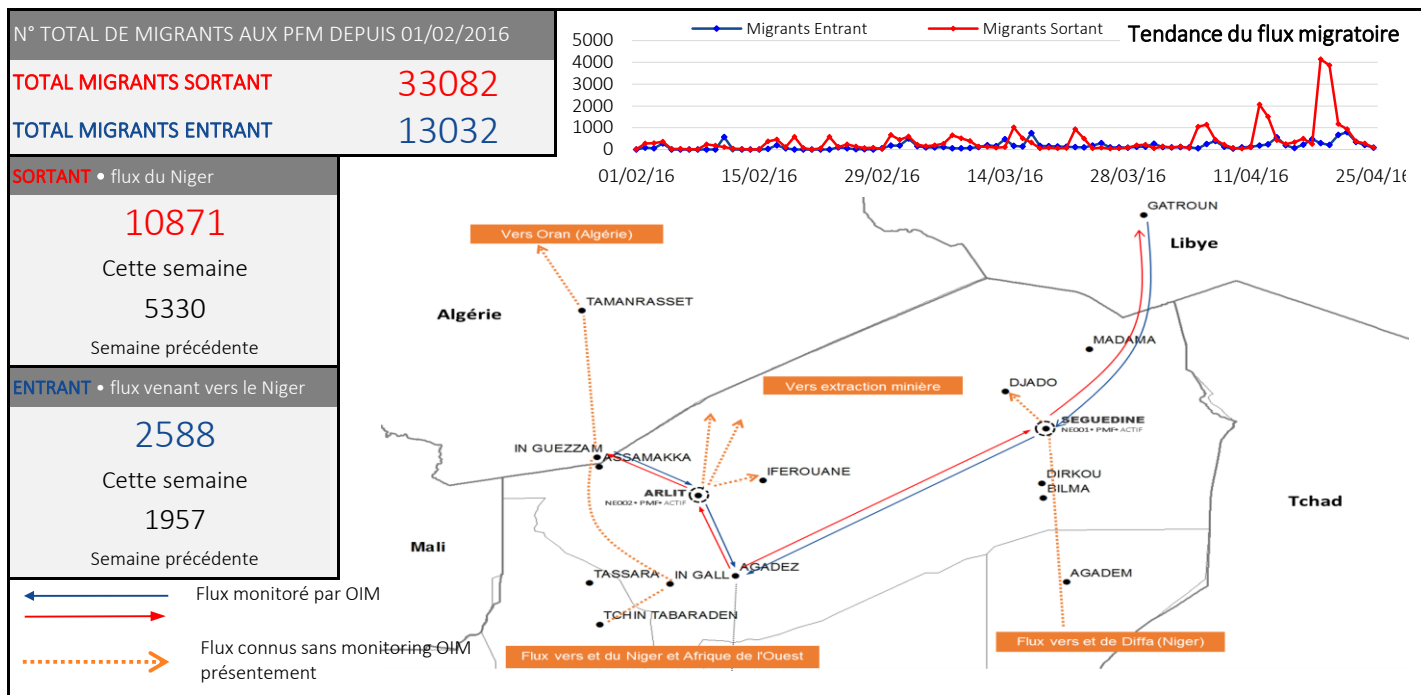 N° TOTAL DE MIGRANTS AUX PFM DEPUIS 01/02/2016
TOTAL MIGRANTS SORTANT 33082
TOTAL MIGRANTS ENTRANT 13032
Migrants Entrant
Migrants Sortant
Tendance du flux migratoire
5000
4000
3000
2000
1000
0
01/02/16 15/02/16 29/02/16 14/03/16 28/03/16 11/04/16 25/04/16
SORTANT • flux du Niger
10871
Cette semaine
5330
Semaine précédente
ENTRANT • flux venant vers le Niger
2588
Cette semaine
1957
Semaine précédente
Flux monitoré par OIM
Flux connus sans monitoring OIM
présentement
GATROUN
Vers Oran (Algérie)
Libye
TAMANRASSET
Algérie
MADAMA
Vers extraction minière
DJADO
SEGUEDINE
NE001• PMF• ACTIF
IN GUEZZAM
ASSAMAKKA
IFEROUANE
DIRKOU
BILMA
ARLIT
NE002• PMF• ACTIF
Tchad
Mali
AGADEZ
TASSARA
IN GALL
AGADEM
TCHIN TABARADEN
Flux vers et de Diffa (Niger)
Flux vers et du Niger et Afrique de l'Ouest